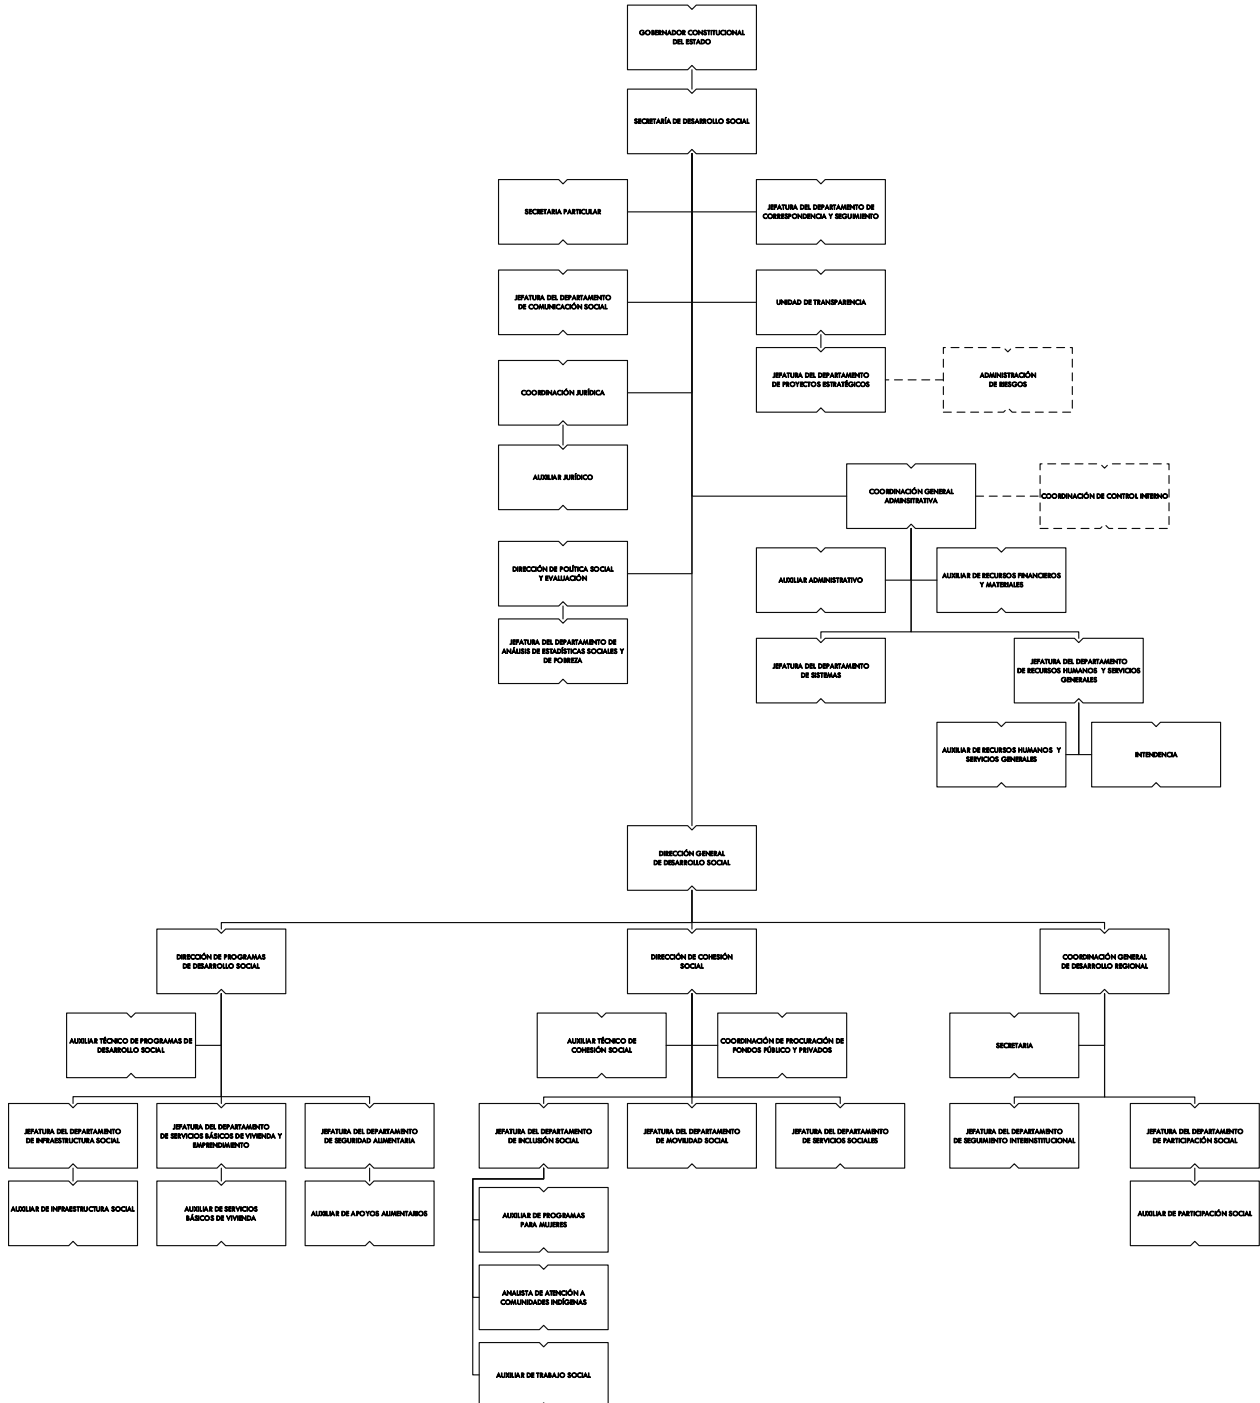 GOBERNADOR CONSTITUCIONAL
DEL ESTADO
SECRETARÍA DE DESARROLLO SOCIAL
SECRETARIA PARTICULAR
JEFATURA DEL DEPARTAMENTO DE
CORRESPONDENCIA Y SEGUIMIENTO
JEFATURA DEL DEPARTAMENTO
DE COMUNICACIÓN SOCIAL
UNIDAD DE TRANSPARENCIA
JEFATURA DEL DEPARTAMENTO
DE PROYECTOS ESTRATÉGICOS
ADMINISTRACIÓN
DE RIESGOS
COORDINACIÓN JURÍDICA
AUXILIAR JURÍDICO
COORDINACIÓN GENERAL
ADMINSITRATIVA
COORDINACIÓN DE CONTROL INTERNO
DIRECCIÓN DE POLÍTICA SOCIAL
Y EVALUACIÓN
AUXILIAR ADMINISTRATIVO
AUXILIAR DE RECURSOS FINANCIEROS
Y MATERIALES
JEFATURA DEL DEPARTAMENTO DE
ANÁLISIS DE ESTADÍSTICAS SOCIALES Y
DE POBREZA
JEFATURA DEL DEPARTAMENTO
DE SISTEMAS
JEFATURA DEL DEPARTAMENTO
DE RECURSOS HUMANOS Y SERVICIOS
GENERALES
AUXILIAR DE RECURSOS HUMANOS Y
SERVICIOS GENERALES
INTENDENCIA
DIRECCIÓN GENERAL
DE DESARROLLO SOCIAL
DIRECCIÓN DE PROGRAMAS
DE DESARROLLO SOCIAL
DIRECCIÓN DE COHESIÓN
SOCIAL
COORDINACIÓN GENERAL
DE DESARROLLO REGIONAL
AUXILIAR TÉCNICO DE PROGRAMAS DE
DESARROLLO SOCIAL
AUXILIAR TÉCNICO DE
COHESIÓN SOCIAL
COORDINACIÓN DE PROCURACIÓN DE
FONDOS PÚBLICO Y PRIVADOS
SECRETARIA
JEFATURA DEL DEPARTAMENTO
DE INFRAESTRUCTURA SOCIAL
JEFATURA DEL DEPARTAMENTO
DE SERVICIOS BÁSICOS DE VIVIENDA Y
EMPRENDIMIENTO
JEFATURA DEL DEPARTAMENTO
DE SEGURIDAD ALIMENTARIA
JEFATURA DEL DEPARTAMENTO
DE INCLUSIÓN SOCIAL
JEFATURA DEL DEPARTAMENTO
DE MOVILIDAD SOCIAL
JEFATURA DEL DEPARTAMENTO
DE SERVICIOS SOCIALES
JEFATURA DEL DEPARTAMENTO
DE SEGUIMIENTO INTERINSTITUCIONAL
JEFATURA DEL DEPARTAMENTO
DE PARTICIPACIÓN SOCIAL
AUXILIAR DE INFRAESTRUCTURA SOCIAL
AUXILIAR DE SERVICIOS
BÁSICOS DE VIVIENDA
AUXILIAR DE APOYOS ALIMENTARIOS
AUXILIAR DE PROGRAMAS
PARA MUJERES
AUXILIAR DE PARTICIPACIÓN SOCIAL
ANALISTA DE ATENCIÓN A
COMUNIDADES INDÍGENAS
AUXILIAR DE TRABAJO SOCIAL